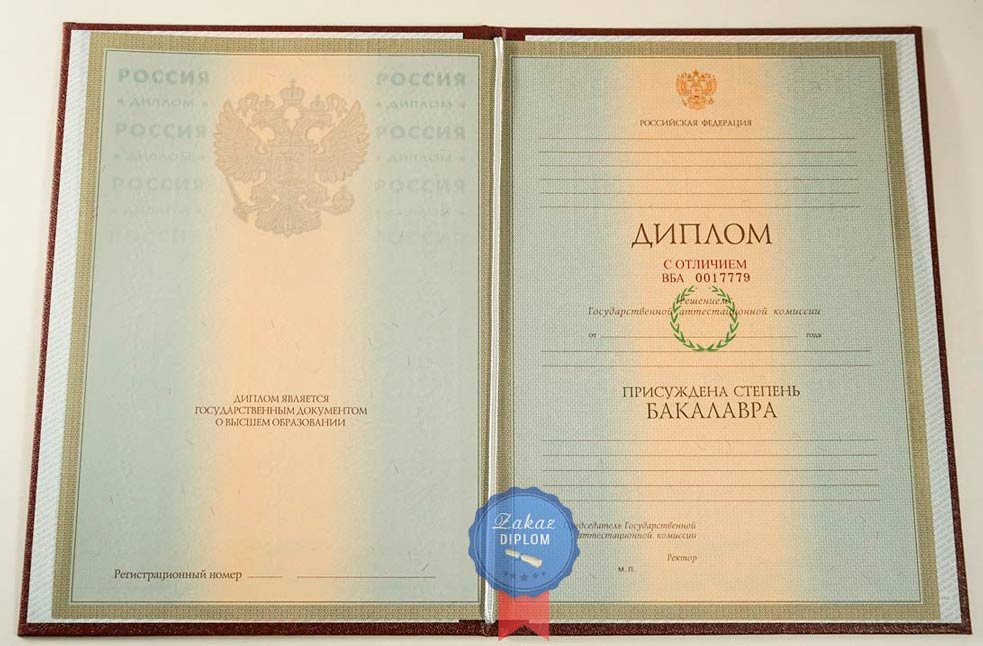 РОССИЯ РОССИЯ
ДИПЛОМ ДИПЛОМ
РОССИЯ РОССИЯ
ДИПЛОМ ДИПЛОМ
РОССИЯ РОССИЯ
ДИПЛОМ ЯВЛЯЕТСЯ
ГОСУДАРСТВЕННЫМ ДОКУМЕНТОМ
О ВЫСШЕМ ОБРАЗОВАНИИ
Регистрационный номер
РОССИЙСКАЯ ФЕДЕРАЦИЯ
ДИПЛОМ
С ОТЛИЧИЕМ
ВБА 0017779
Решением
Государственной аттестационной комиссии
от года
ПРИСУЖДЕНА СТЕПЕНЬ
БАКАЛАВРА
Председатель Государственной
аттестационной комиссии
Ректор
М. П.
Zakaz
DIPLOM